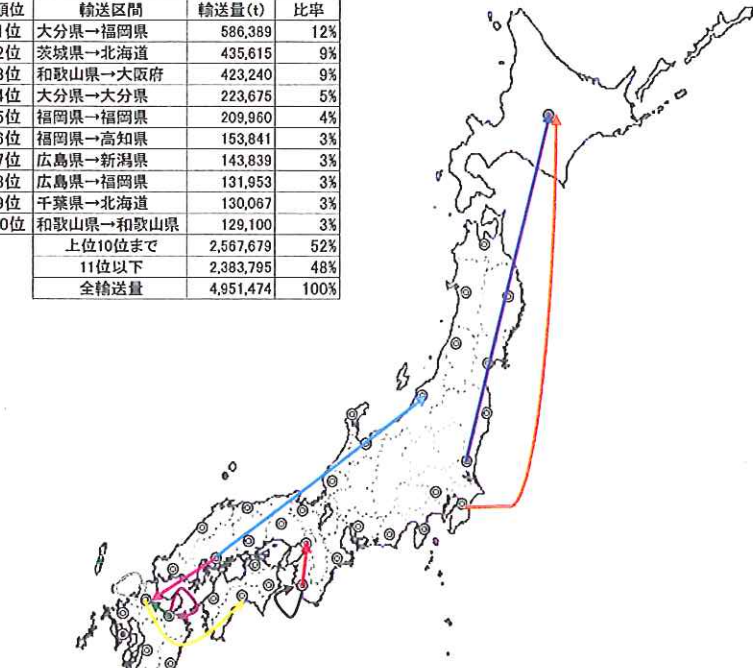 順位 輸送区間 輸送量(t) 比率
1位 大分県→福岡県 586,389 12%
2位 茨城県→北海道 435,615 9%
3位 和歌山県→大阪府 423,240 9%
4位 大分県→大分県 223,675 5%
5位 福岡県→福岡県 209,960 4%
6位 福岡県→高知県 153,841 3%
7位 広島県→新潟県 143,839 3%
8位 広島県→福岡県 131,953 3%
9位 千葉県→北海道 130,067 3%
0位 和歌山県→和歌山県 129,100 3%
上位10位まで 2,567,679 52%
11位以下 2,383,795 48%
全輸送量 4,951,474 100%